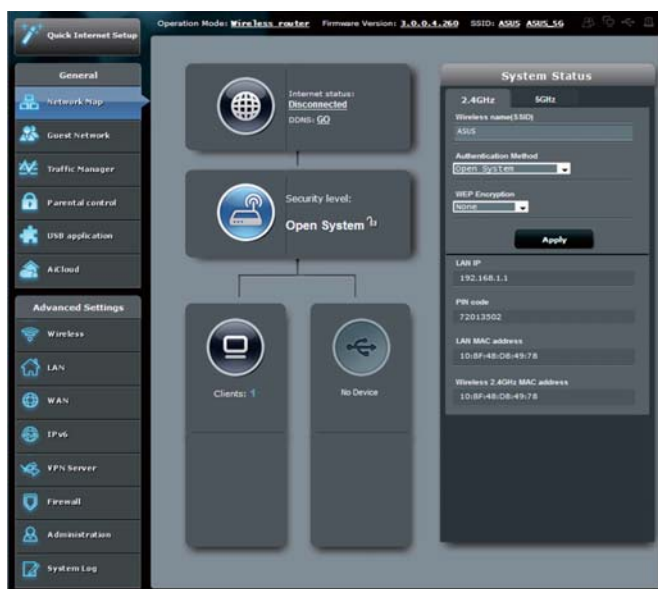 Quick Internet Setup
Operation Mode: Wireless router Firmware Version: 3.0.0.4.260 SSID: ASUS ASUS_5G
General
Network Map
Guest Network
Traffic Manager
Parental control
USB application
AiCloud
Advanced Settings
Wireless
LAN
WAN
IPv6
VPN Server
Firewall
Administration
System Log
Internet status:
Disconnected
DDNS: GO
Security level:
Open System
Clients: 1
No Device
System Status
2.4GHz 5GHz
Wireless name(SSID)
ASUS
Authentication Method
Open System
WEP Encryption
None
Apply
LAN IP
192.168.1.1
PIN code
72013502
LAN MAC address
10:BF:48:D8:49:78
Wireless 2.4GHz MAC address
10:BF:48:D8:49:78